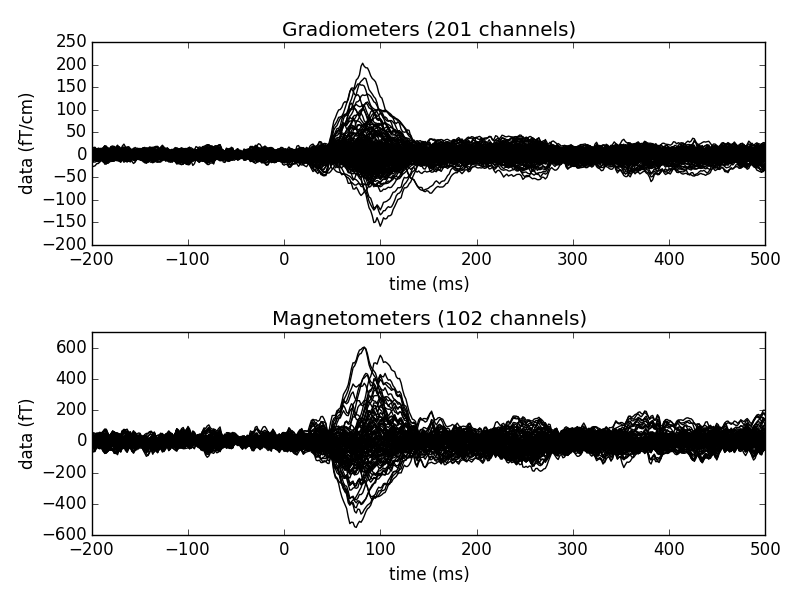 Gradiometers (201 channels)
250
200
150
100
50
0
−50
−100
−150
−200
data (fT/cm)
−200 −100 0 100 200 300 400 500
time (ms)
Magnetometers (102 channels)
600
400
200
0
−200
−400
−600
data (fT)
−200 −100 0 100 200 300 400 500
time (ms)